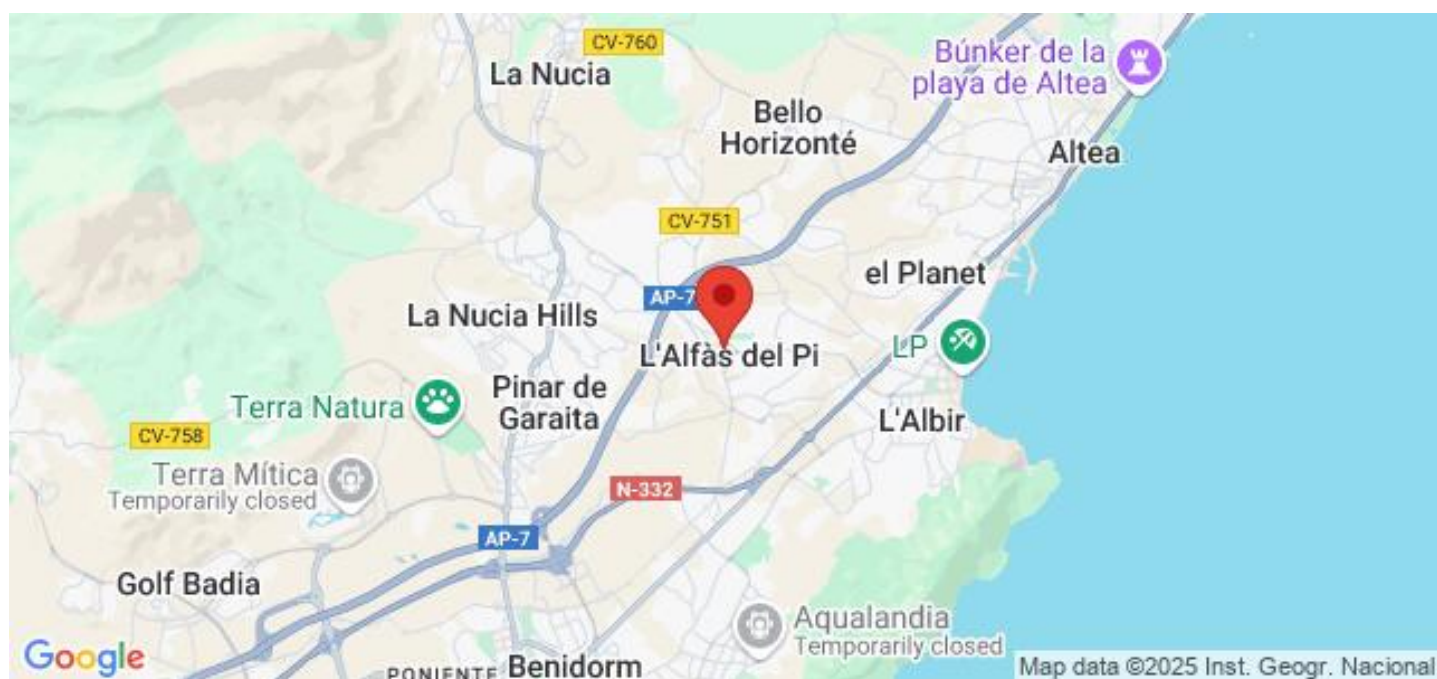 CV-760
La Nucia
Búnker de la
playa de Altea
Bello
Horizonté
Altea
CV-751
el Planet
AP-7
La Nucia Hills
L'Alfàs del Pi
LP
Pinar de
Garaita
Terra Natura
L'Albir
CV-758
Terra Mítica
Temporarily closed
N-332
AP-7
Golf Badia
Aqualandia
Temporarily closed
Google
PONIENTE
Benidorm
Map data ©2025 Inst. Geogr. Nacional